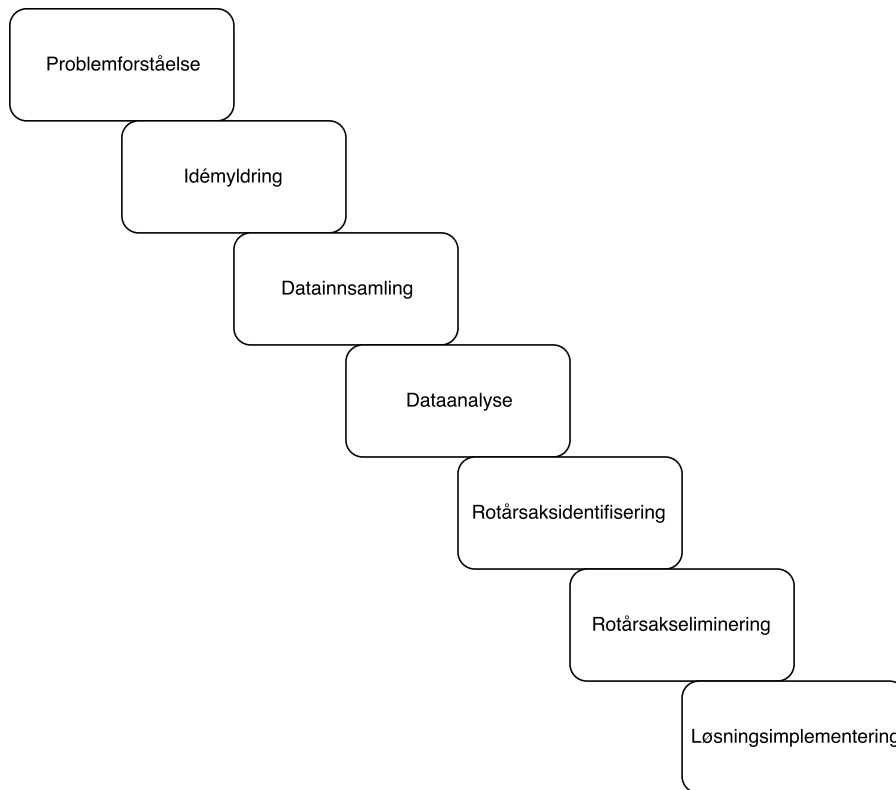 Problemforståelse
Idémyldring
Datainnsamling
Dataanalyse
Rotårsaksidentifisering
Rotårsakseliminering
Løsningsimplementering